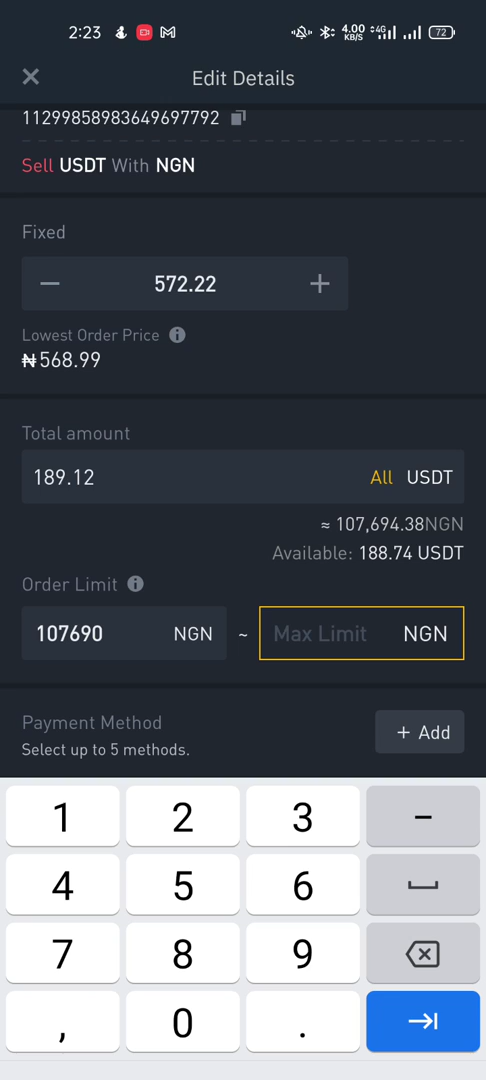 2:23 4.00 KB/S 4G 72
Edit Details
11299858983649697792
Sell USDT With NGN
Fixed
572.22
Lowest Order Price
₦568.99
Total amount
189.12 All USDT
≈ 107,694.38NGN
Available: 188.74 USDT
Order Limit
107690 NGN ~ Max Limit NGN
Payment Method
+ Add
Select up to 5 methods.
1 2 3 –
4 5 6
7 8 9
, 0 .